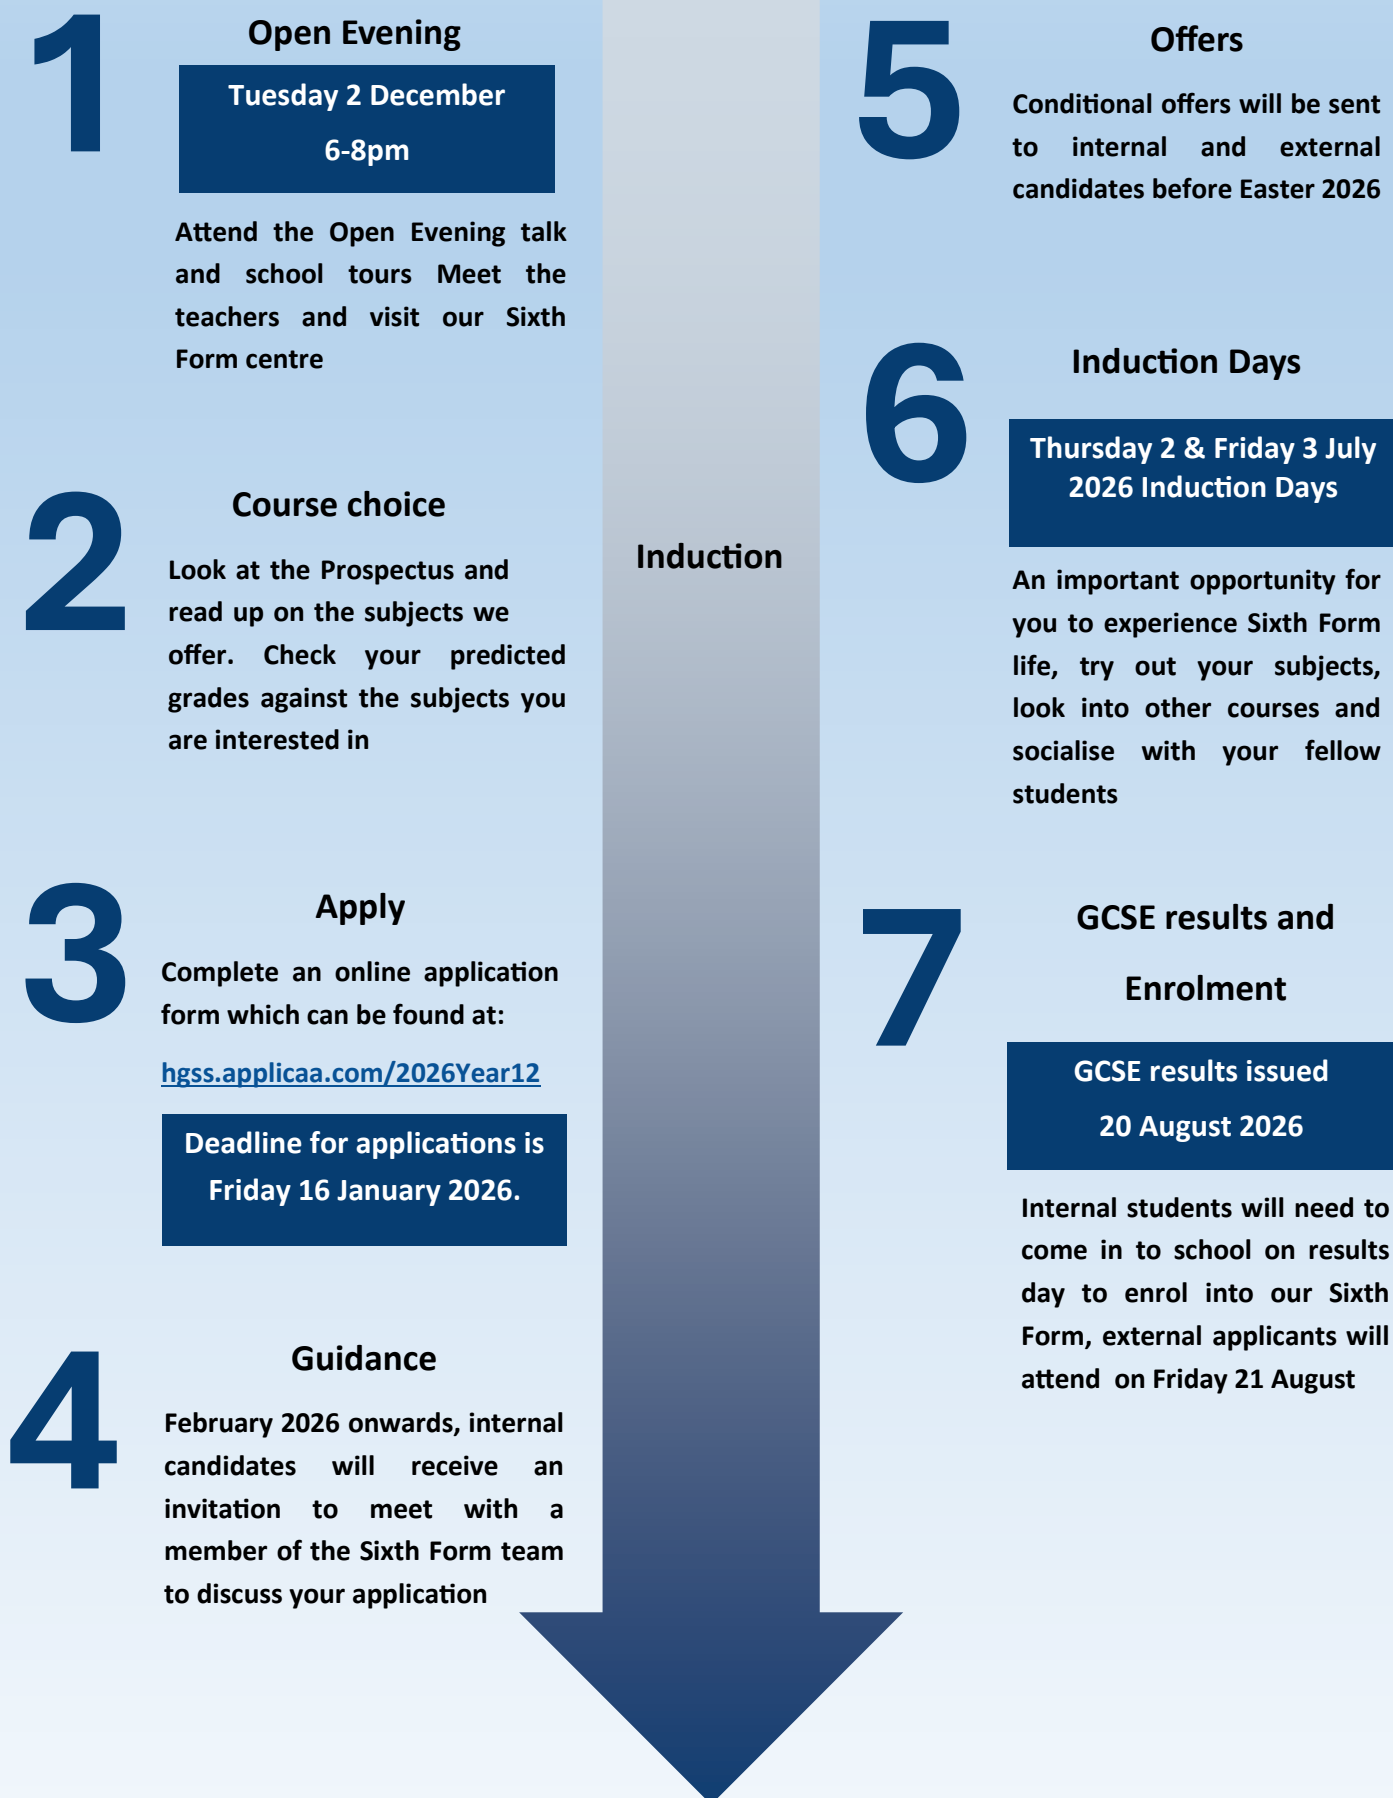 1
Open Evening
Tuesday 2 December
6-8pm
Attend the Open Evening talk
and school tours Meet the
teachers and visit our Sixth
Form centre
2
Course choice
Look at the Prospectus and
read up on the subjects we
offer. Check your predicted
grades against the subjects you
are interested in
3
Apply
Complete an online application
form which can be found at:
hgss.applicaa.com/2026Year12
Deadline for applications is
Friday 16 January 2026.
4
Guidance
February 2026 onwards, internal
candidates will receive an
invitation to meet with a
member of the Sixth Form team
to discuss your application
Induction
5
Offers
Conditional offers will be sent
to internal and external
candidates before Easter 2026
6
Induction Days
Thursday 2 & Friday 3 July
2026 Induction Days
An important opportunity for
you to experience Sixth Form
life, try out your subjects,
look into other courses and
socialise with your fellow
students
7
GCSE results and
Enrolment
GCSE results issued
20 August 2026
Internal students will need to
come in to school on results
day to enrol into our Sixth
Form, external applicants will
attend on Friday 21 August